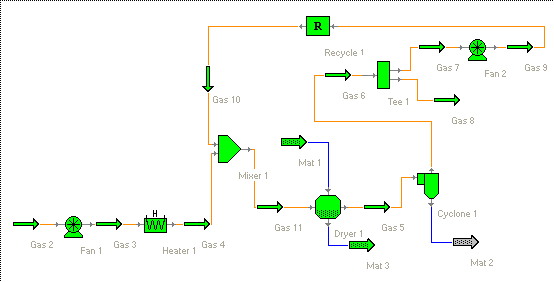 R
Recycle 1
Gas 7
Fan 2
Gas 9
Gas 6
Tee 1
Gas 10
Gas 8
Mat 1
Mixer 1
H
Gas 2
Fan 1
Gas 3
Heater 1
Gas 4
Gas 11
Dryer 1
Gas 5
Cyclone 1
Mat 3
Mat 2